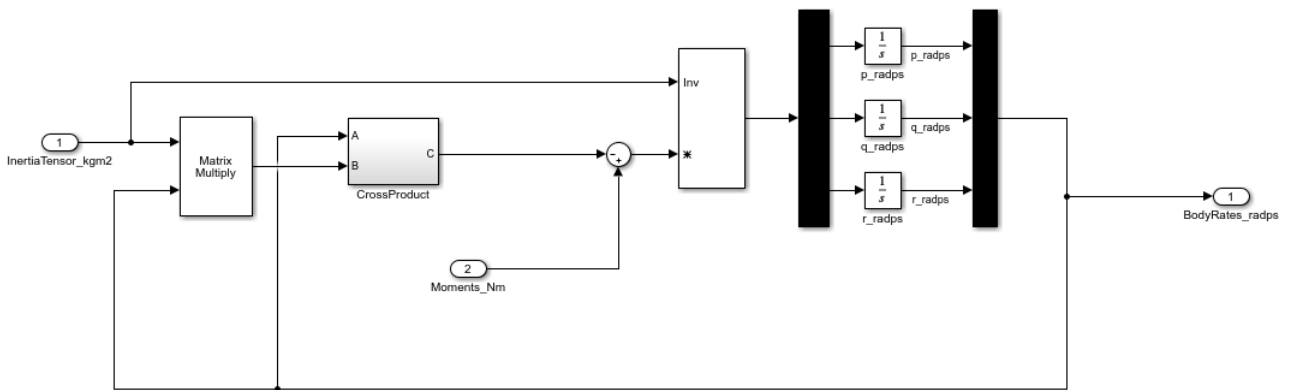 1
InertiaTensor_kgm2
Matrix
Multiply
A
B
C
CrossProduct
-
+
2
Moments_Nm
Inv
*
1
s
p_radps
p_radps
1
s
q_radps
q_radps
1
s
r_radps
r_radps
1
BodyRates_radps